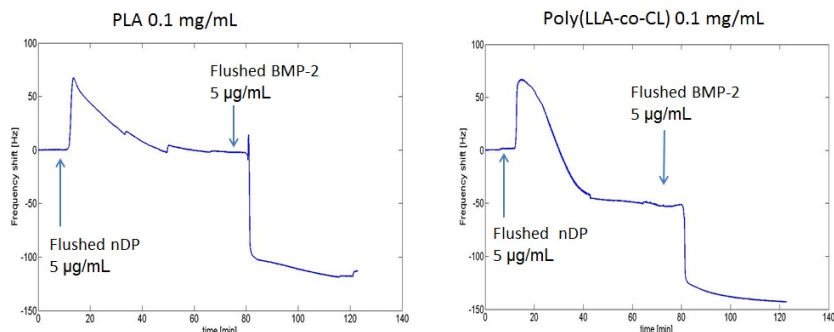 PLA 0.1 mg/mL
Flushed BMP-2
5 µg/mL
Flushed nDP
5 µg/mL
Frequency shift [Hz]
100
50
0
-50
-100
-150
0 20 40 60 80 100 120 140
time [min]
Poly(LLA-co-CL) 0.1 mg/mL
Flushed BMP-2
5 µg/mL
Flushed nDP
5 µg/mL
Frequency shift [Hz]
100
50
0
-50
-100
-150
0 20 40 60 80 100 120 140
time [min]